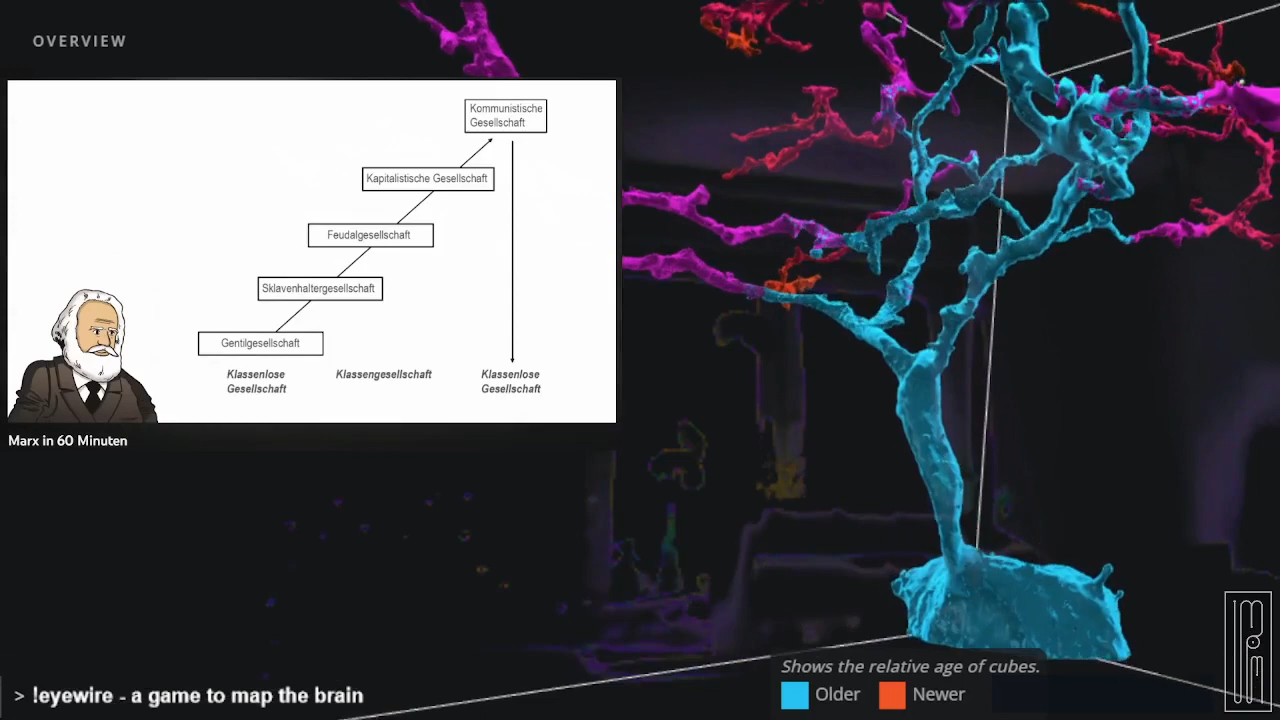 OVERVIEW
Kommunistische
Gesellschaft
Kapitalistische Gesellschaft
Feudalgesellschaft
Sklavenhaltergesellschaft
Gentilgesellschaft
Klassenlose
Gesellschaft
Klassengesellschaft
Klassenlose
Gesellschaft
Marx in 60 Minuten
> !eyewire - a game to map the brain
Shows the relative age of cubes.
Older
Newer